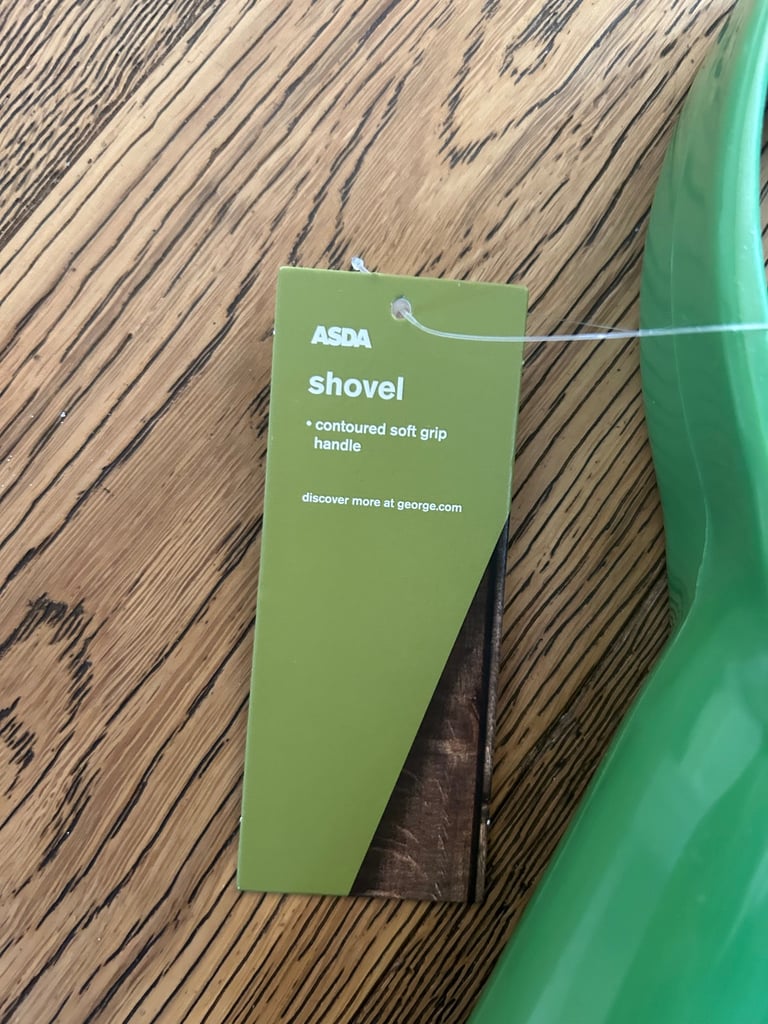 ASDA
shovel
• contoured soft grip
handle
discover more at george.com